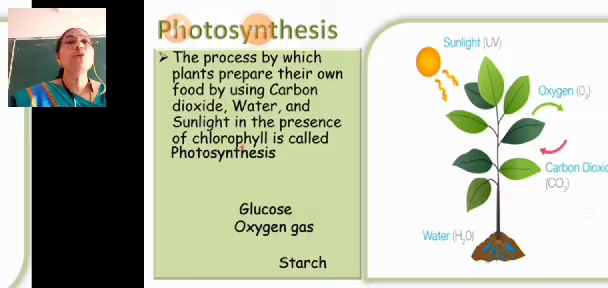 Photosynthesis
➤ The process by which
plants prepare their own
food by using Carbon
dioxide, Water, and
Sunlight in the presence
of chlorophyll is called
Photosynthesis
Glucose
Oxygen gas
Starch
Sunlight (UV)
Oxygen (O₂)
Carbon Dioxi
(CO₂)
Water (H₂0)